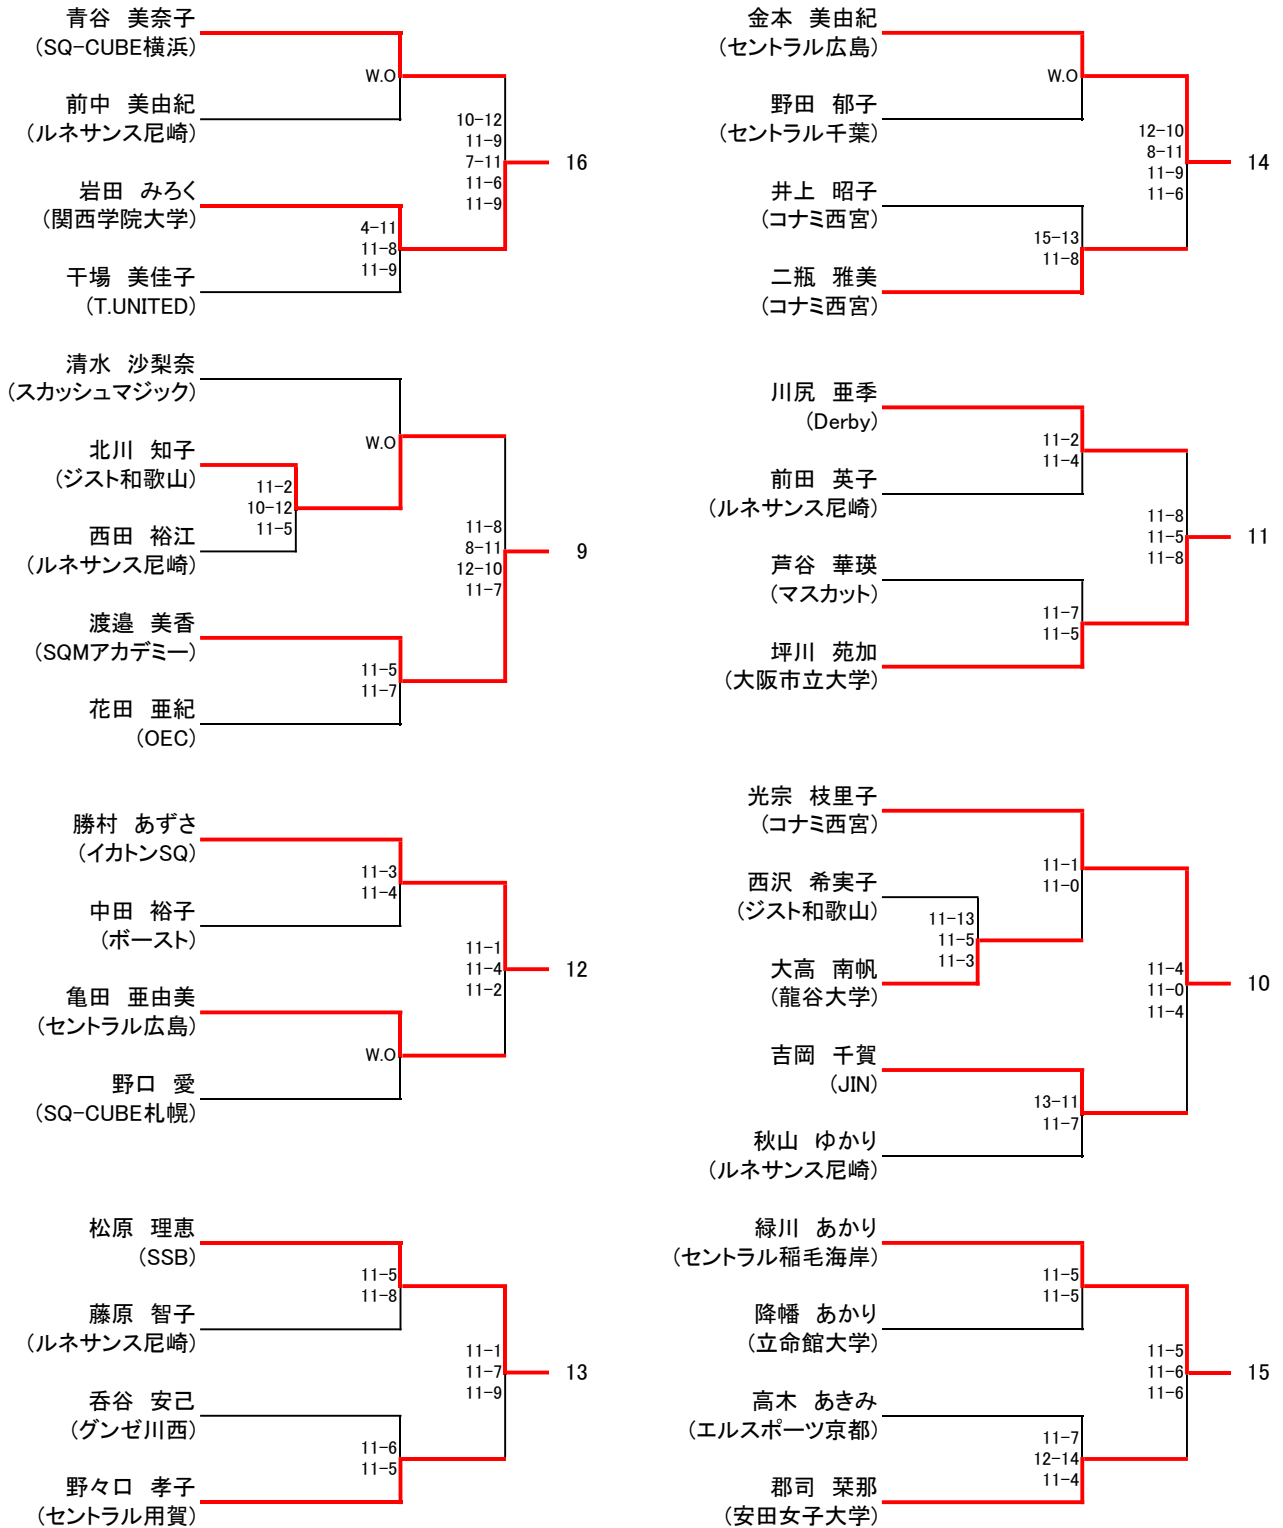 青谷 美奈子
(SQ-CUBE横浜)
W.O
前中 美由紀
(ルネサンス尼崎)
10-12
11-9
7-11
11-6
11-9
16
岩田 みろく
(関西学院大学)
4-11
11-8
11-9
干場 美佳子
(T.UNITED)
清水 沙梨奈
(スカッシュマジック)
W.O
北川 知子
(ジスト和歌山)
11-2
10-12
11-5
西田 裕江
(ルネサンス尼崎)
11-8
8-11
12-10
11-7
9
渡邉 美香
(SQMアカデミー)
11-5
11-7
花田 亜紀
(OEC)
勝村 あずさ
(イカトンSQ)
11-3
11-4
中田 裕子
(ボースト)
11-1
11-4
11-2
12
亀田 亜由美
(セントラル広島)
W.O
野口 愛
(SQ-CUBE札幌)
松原 理恵
(SSB)
11-5
11-8
藤原 智子
(ルネサンス尼崎)
11-1
11-7
11-9
13
呑谷 安己
(グンゼ川西)
11-6
11-5
野々口 孝子
(セントラル用賀)
金本 美由紀
(セントラル広島)
W.O
野田 郁子
(セントラル千葉)
12-10
8-11
11-9
11-6
14
井上 昭子
(コナミ西宮)
15-13
11-8
二瓶 雅美
(コナミ西宮)
川尻 亜季
(Derby)
11-2
11-4
前田 英子
(ルネサンス尼崎)
11-8
11-5
11-8
11
芦谷 華瑛
(マスカット)
11-7
11-5
坪川 苑加
(大阪市立大学)
光宗 枝里子
(コナミ西宮)
11-1
11-0
西沢 希実子
(ジスト和歌山)
11-13
11-5
11-3
大高 南帆
(龍谷大学)
11-4
11-0
11-4
10
吉岡 千賀
(JIN)
13-11
11-7
秋山 ゆかり
(ルネサンス尼崎)
緑川 あかり
(セントラル稲毛海岸)
11-5
11-5
降幡 あかり
(立命館大学)
11-5
11-6
11-6
15
高木 あきみ
(エルスポーツ京都)
11-7
12-14
11-4
郡司 栞那
(安田女子大学)